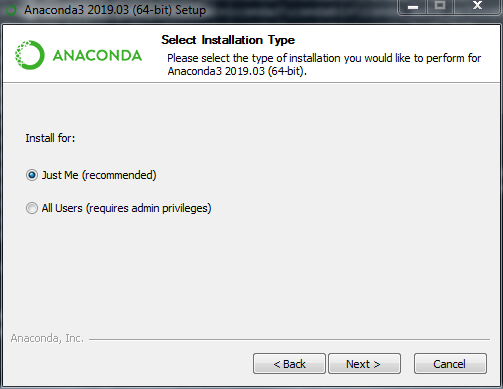 Anaconda3 2019.03 (64-bit) Setup
Select Installation Type
Please select the type of installation you would like to perform for
Anaconda3 2019.03 (64-bit).
ANACONDA
Install for:
Just Me (recommended)
All Users (requires admin privileges)
Anaconda, Inc.
< Back
Next >
Cancel